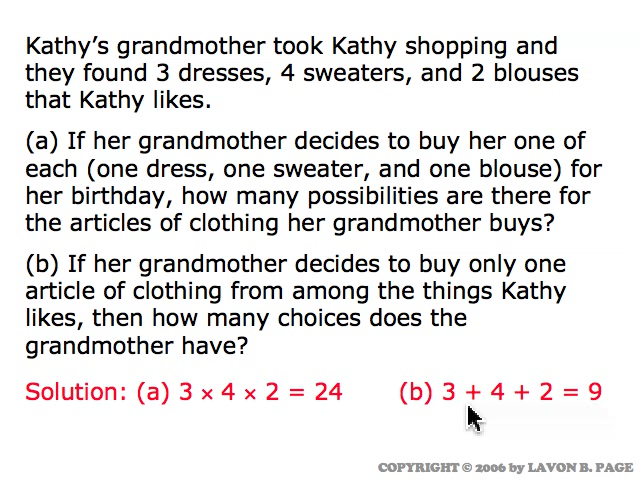 Kathy’s grandmother took Kathy shopping and
they found 3 dresses, 4 sweaters, and 2 blouses
that Kathy likes.
(a) If her grandmother decides to buy her one of
each (one dress, one sweater, and one blouse) for
her birthday, how many possibilities are there for
the articles of clothing her grandmother buys?
(b) If her grandmother decides to buy only one
article of clothing from among the things Kathy
likes, then how many choices does the
grandmother have?
Solution: (a) 3 × 4 × 2 = 24 (b) 3 + 4 + 2 = 9
COPYRIGHT © 2006 by LAVON B. PAGE